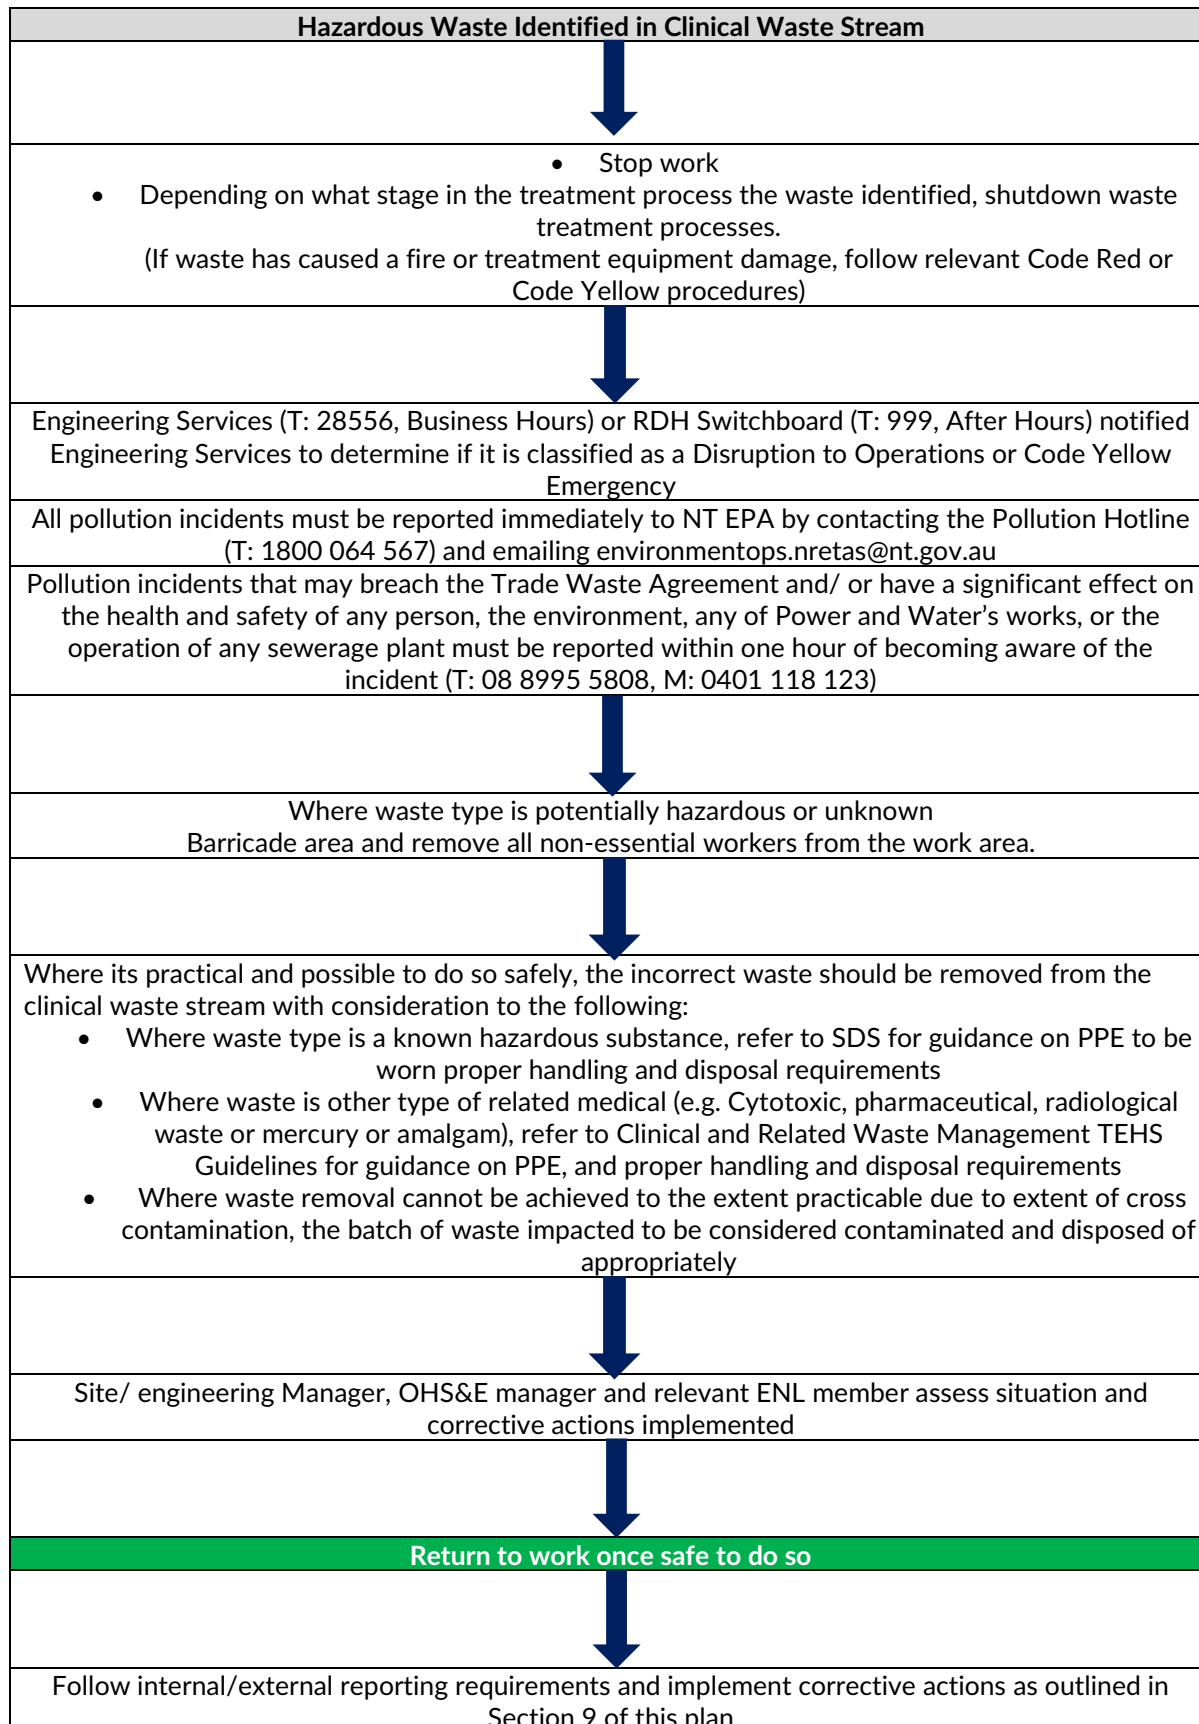 Hazardous Waste Identified in Clinical Waste Stream
• Stop work
• Depending on what stage in the treatment process the waste identified, shutdown waste
treatment processes.
(If waste has caused a fire or treatment equipment damage, follow relevant Code Red or
Code Yellow procedures)
Engineering Services (T: 28556, Business Hours) or RDH Switchboard (T: 999, After Hours) notified
Engineering Services to determine if it is classified as a Disruption to Operations or Code Yellow
Emergency
All pollution incidents must be reported immediately to NT EPA by contacting the Pollution Hotline
(T: 1800 064 567) and emailing environmentops.nretas@nt.gov.au
Pollution incidents that may breach the Trade Waste Agreement and/ or have a significant effect on
the health and safety of any person, the environment, any of Power and Water’s works, or the
operation of any sewerage plant must be reported within one hour of becoming aware of the
incident (T: 08 8995 5808, M: 0401 118 123)
Where waste type is potentially hazardous or unknown
Barricade area and remove all non-essential workers from the work area.
Where its practical and possible to do so safely, the incorrect waste should be removed from the
clinical waste stream with consideration to the following:
• Where waste type is a known hazardous substance, refer to SDS for guidance on PPE to be
worn proper handling and disposal requirements
• Where waste is other type of related medical (e.g. Cytotoxic, pharmaceutical, radiological
waste or mercury or amalgam), refer to Clinical and Related Waste Management TEHS
Guidelines for guidance on PPE, and proper handling and disposal requirements
• Where waste removal cannot be achieved to the extent practicable due to extent of cross
contamination, the batch of waste impacted to be considered contaminated and disposed of
appropriately
Site/ engineering Manager, OHS&E manager and relevant ENL member assess situation and
corrective actions implemented
Return to work once safe to do so
Follow internal/external reporting requirements and implement corrective actions as outlined in
Section 9 of this plan